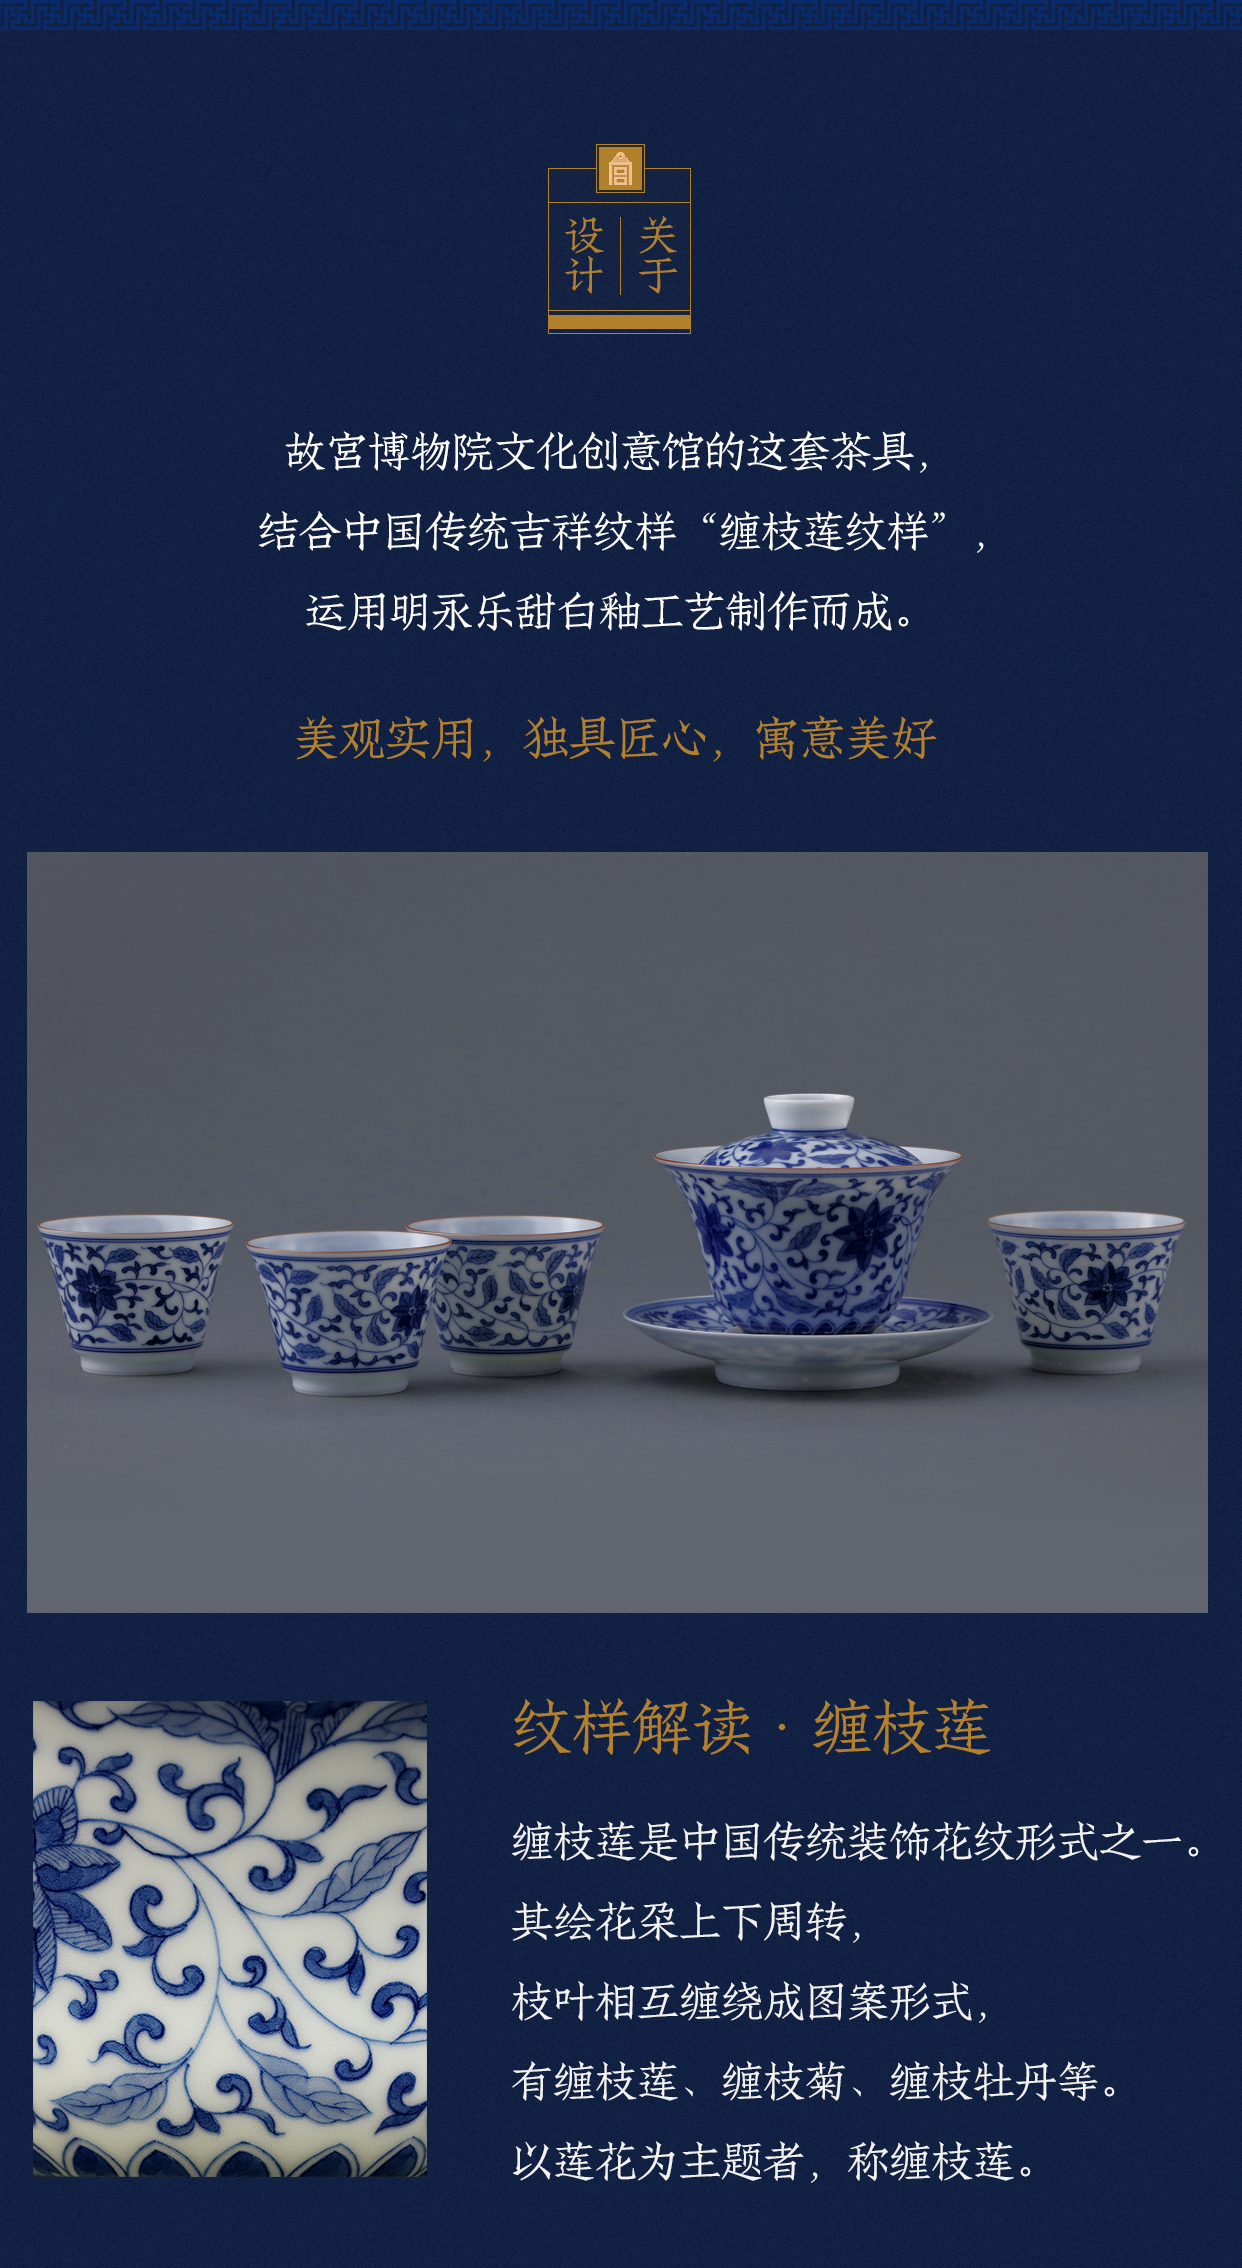 宫
关于
设计
故宫博物院文化创意馆的这套茶具，
结合中国传统吉祥纹样“缠枝莲纹样”，
运用明永乐甜白釉工艺制作而成。
美观实用，独具匠心，寓意美好
纹样解读·缠枝莲
缠枝莲是中国传统装饰花纹形式之一。
其绘花朵上下周转，
枝叶相互缠绕成图案形式，
有缠枝莲、缠枝菊、缠枝牡丹等。
以莲花为主题者，称缠枝莲。